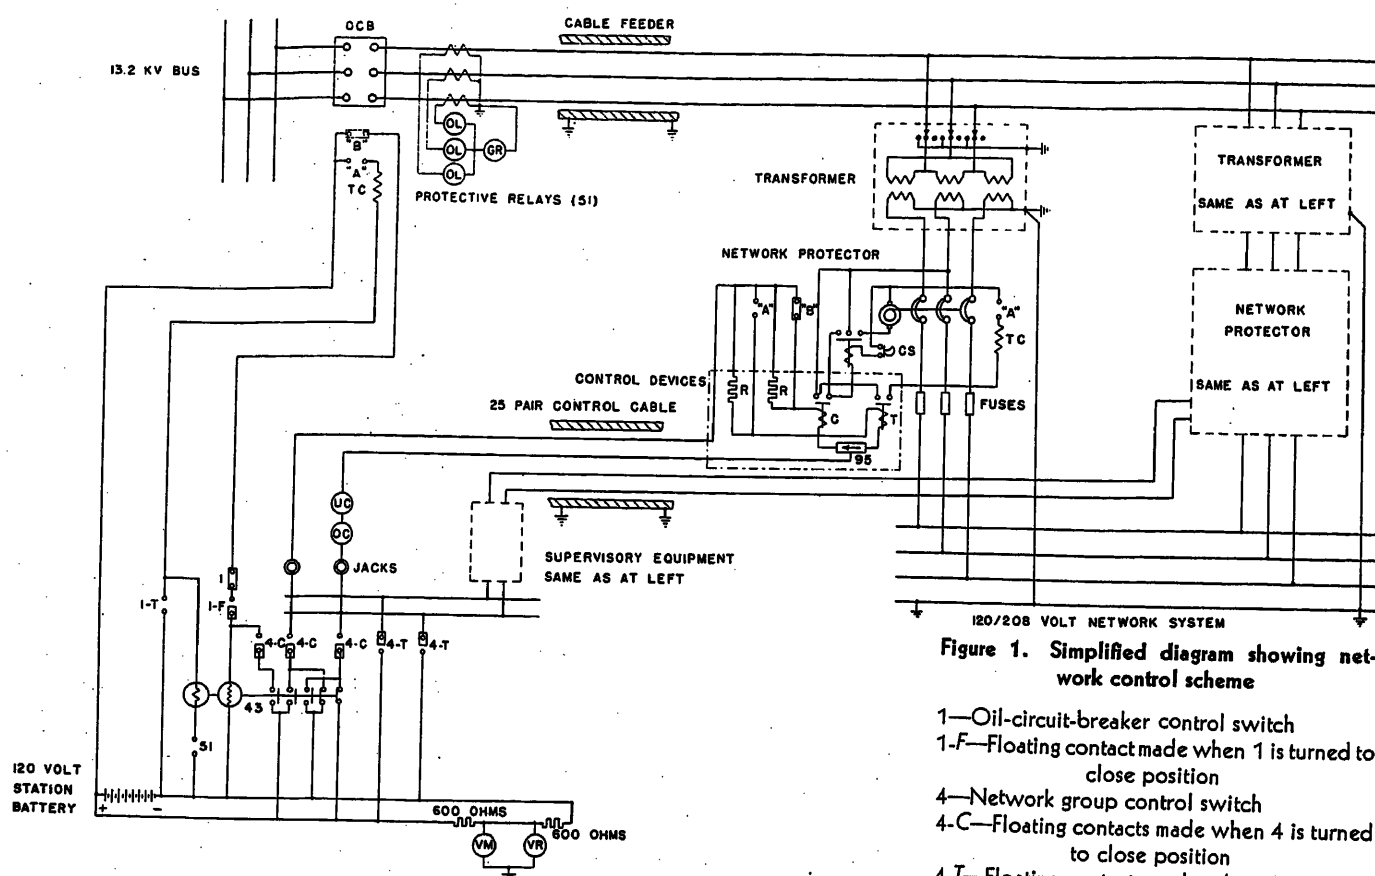 OCB
CABLE FEEDER
13.2 KV BUS
"B"
"A"
TC
OL
OL
GR
OL
PROTECTIVE RELAYS (51)
TRANSFORMER
TRANSFORMER
SAME AS AT LEFT
NETWORK PROTECTOR
"A"
"B"
"A"
TC
CS
NETWORK
PROTECTOR
SAME AS AT LEFT
CONTROL DEVICES
R
R
C
T
FUSES
25 PAIR CONTROL CABLE
95
UC
OC
JACKS
SUPERVISORY EQUIPMENT
SAME AS AT LEFT
1
1-T
1-F
4-C
4-C
4-C
4-T
4-T
43
51
120 VOLT
STATION
BATTERY
+
-
600 OHMS
600 OHMS
VM
VR
120/208 VOLT NETWORK SYSTEM
Figure 1. Simplified diagram showing net-
work control scheme
1—Oil-circuit-breaker control switch
1-F—Floating contact made when 1 is turned to
close position
4—Network group control switch
4-C—Floating contacts made when 4 is turned
to close position